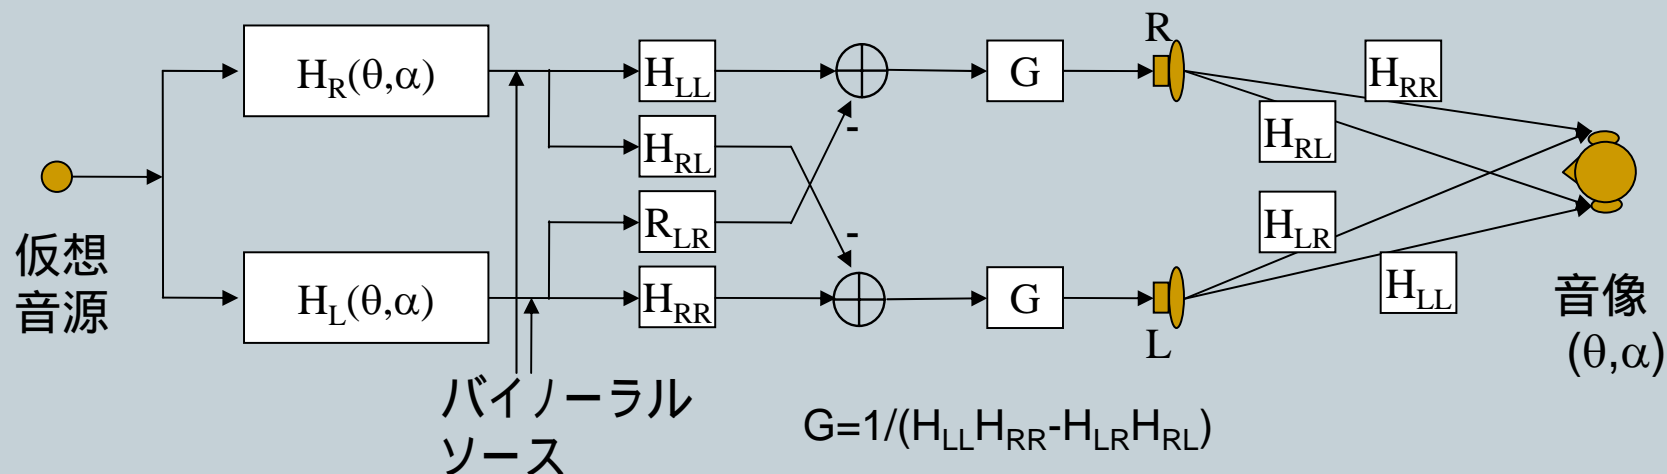 R
H_R(θ,α)
H_LL
G
H_RR
-
H_RL
H_RL
仮想
音源
R_LR
-
H_LR
H_L(θ,α)
H_RR
G
H_LL
音像
(θ,α)
L
バイノーラル
ソース
G=1/(H_LLH_RR-H_LRH_RL)